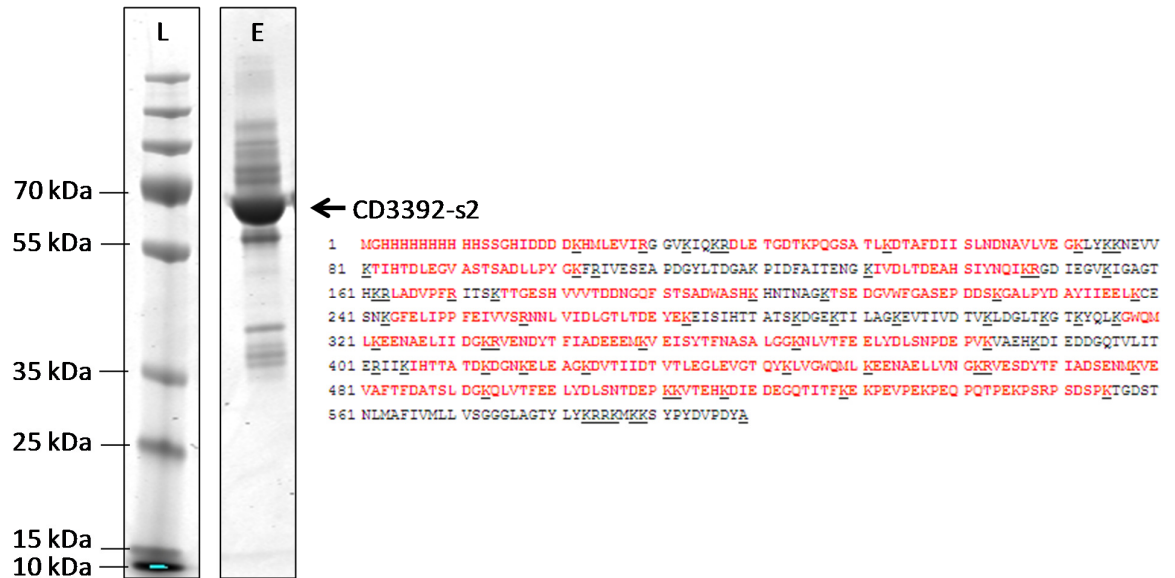 L E
70 kDa
55 kDa
35 kDa
25 kDa
15 kDa
10 kDa
CD3392-s2
1 MGHHHHHHHH HHSSGHIDDD DKHMLEVIRG GVKIQKRDLE TGDTKPQGSA TLKDTAFDII SLNDNAVLVE GKLYKKNEVV
81 KTIHTDLEGV ASTSADLLPY GKFRIVESEA PDGYLTDGAK PIDFAITENG KIVDLTDEAH SIYNQIKRGD IEGVKIGAGT
161 HKRLADVPFR ITSKTTGESH VVVTDDNGQF STSADWASHK HNTNAGKTSE DGVWFGASEP DDSKGALPYD AYIIEELKCE
241 SNKGFELIPP FEIVVSRNNL VIDLGTLTDE YEKEISIHTT ATSKDGEKTI LAGKEVTIVD TVKLDGLTKG TKYQLKGWQM
321 LKEENAELII DGKRVENDYT FIADEEEMKV EISYTFNASA LGGKNLVTFE ELYDLSNPDE PVKVAEHKDI EDDGQTVLIT
401 ERIIKIHTTA TDKDGNKELE AGKDVTIIDT VTLEGLEVGT QYKLVGWQML KEENAELLVN GKRVESDYTF IADSENMKVE
481 VAFTFDATSL DGKQLVTFEE LYDLSNTDEP KKVTEHKDIE DEGQTITFKE KPEVPEKPEQ PQTPEKPSRP SDSPKTGDST
561 NLMAFIVMLL VSGGGLAGTY LYKRRKMKKS YPYDVPDYA